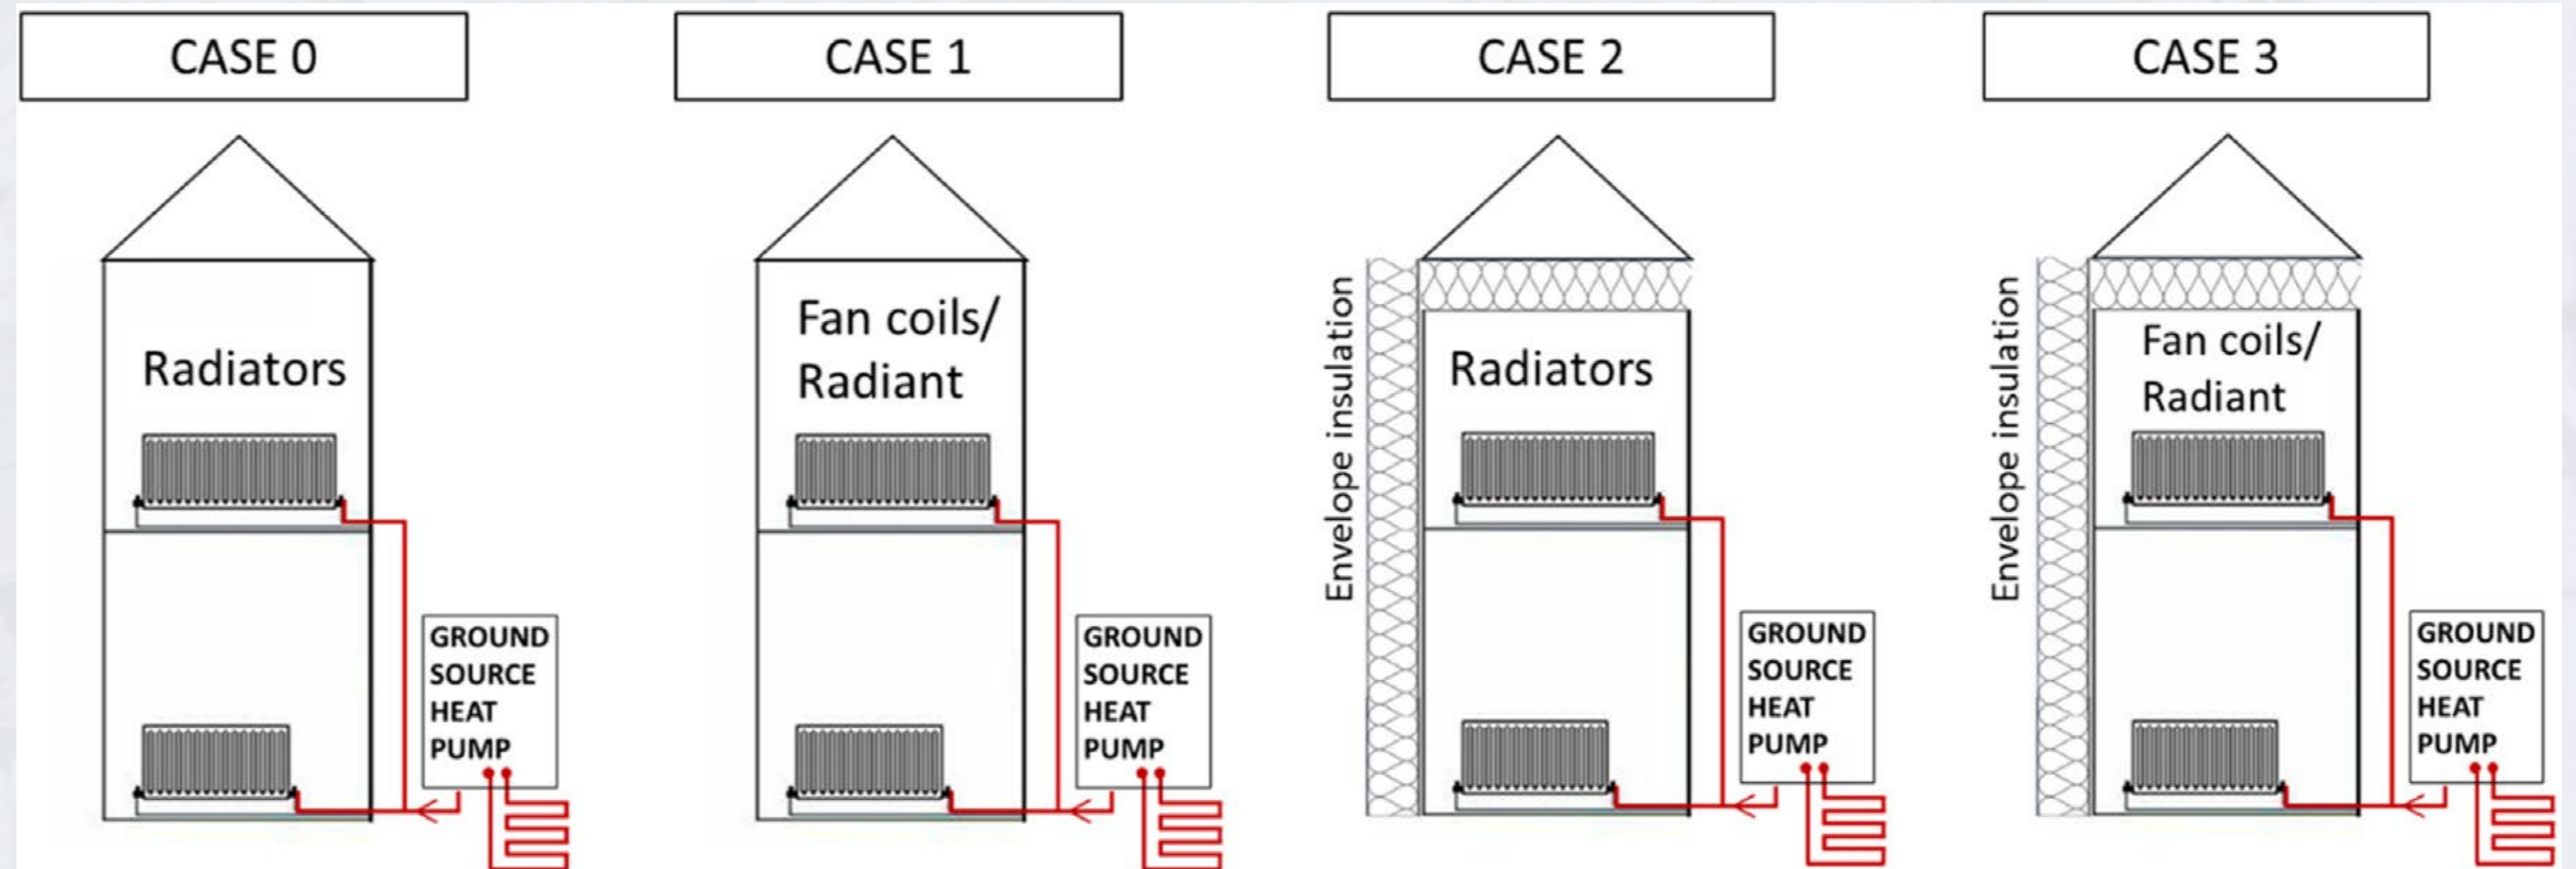 CASE 0
CASE 1
CASE 2
CASE 3
Radiators
GROUND
SOURCE
HEAT
PUMP
Fan coils/
Radiant
GROUND
SOURCE
HEAT
PUMP
Envelope insulation
Radiators
GROUND
SOURCE
HEAT
PUMP
Envelope insulation
Fan coils/
Radiant
GROUND
SOURCE
HEAT
PUMP